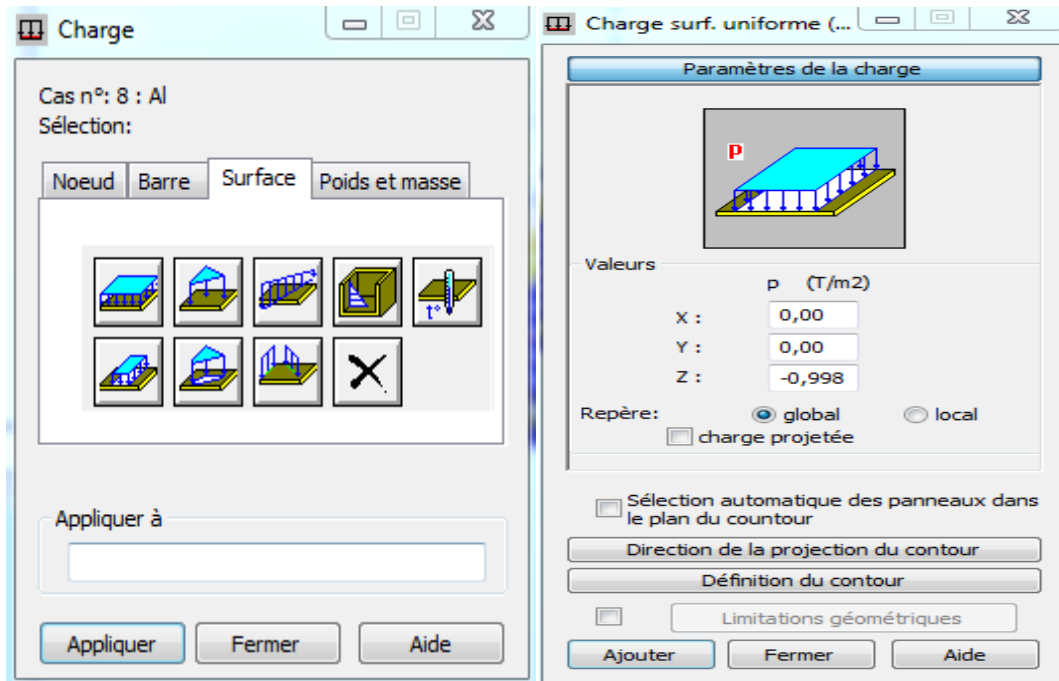 Charge
Cas n°: 8 : Al
Sélection:
Noeud Barre Surface Poids et masse
t°
Appliquer à
Appliquer Fermer Aide
Charge surf. uniforme (...
Paramètres de la charge
P
Valeurs
p (T/m2)
X : 0,00
Y : 0,00
Z : -0,998
Repère: global local
charge projetée
Sélection automatique des panneaux dans
le plan du countour
Direction de la projection du contour
Définition du contour
Limitations géométriques
Ajouter Fermer Aide